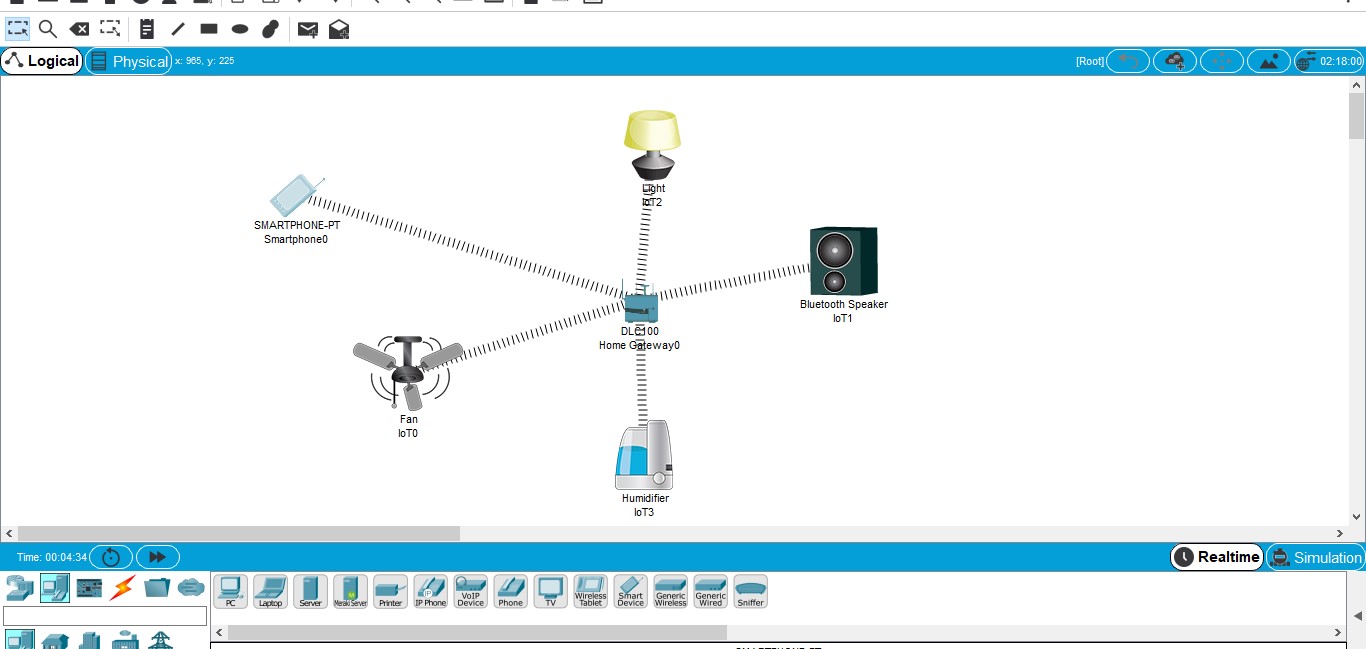 Logical
Physical
x: 965, y: 225
[Root]
02:18:00
Light
IoT2
SMARTPHONE-PT
Smartphone0
Bluetooth Speaker
IoT1
DLC100
Home Gateway0
Fan
IoT0
Humidifier
IoT3
Time: 00:04:34
Realtime
Simulation
PC
Laptop
Server
Meraki Server
Printer
IP Phone
VoIP
Device
Phone
TV
Wireless
Tablet
Smart
Device
Generic
Wireless
Generic
Wired
Sniffer